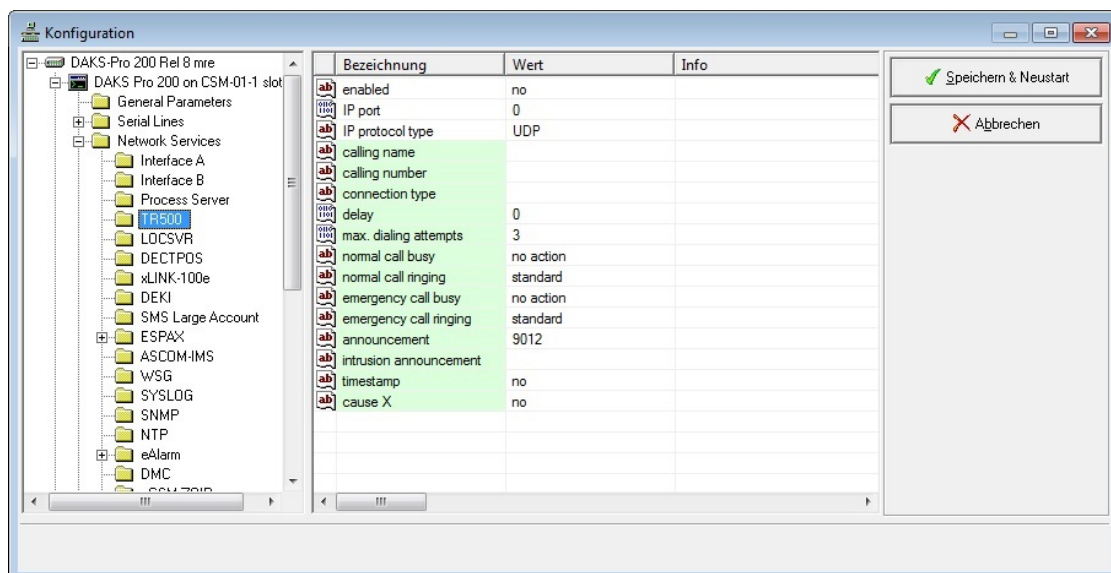 Konfiguration
DAKS-Pro 200 Rel 8 mre
DAKS Pro 200 on CSM-01-1 slot
General Parameters
Serial Lines
Network Services
Interface A
Interface B
Process Server
TR500
LOCSVR
DECTPOS
xLINK-100e
DEKI
SMS Large Account
ESPAX
ASCOM-IMS
WSG
SYSLOG
SNMP
NTP
eAlarm
DMC
Bezeichnung Wert Info
enabled no
IP port 0
IP protocol type UDP
calling name
calling number
connection type
delay 0
max. dialing attempts 3
normal call busy no action
normal call ringing standard
emergency call busy no action
emergency call ringing standard
announcement 9012
intrusion announcement
timestamp no
cause X no
Speichern & Neustart
Abbrechen